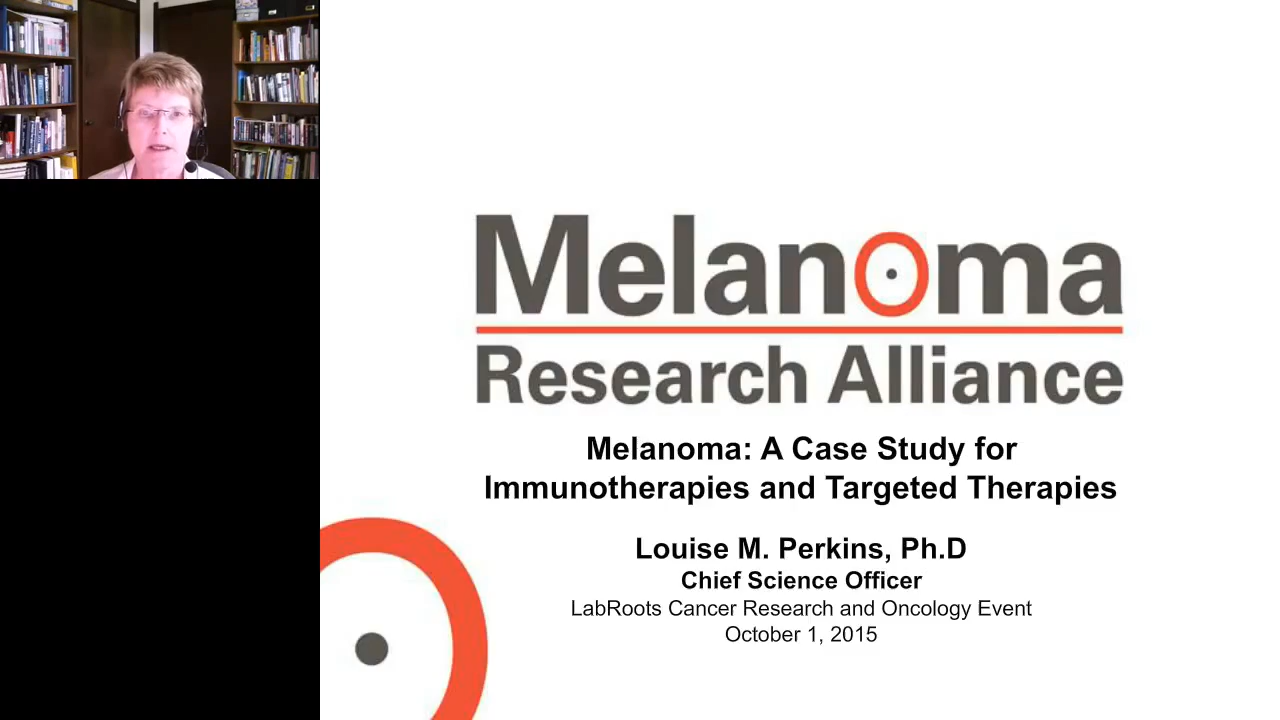 Melanoma
Research Alliance
Melanoma: A Case Study for
Immunotherapies and Targeted Therapies
Louise M. Perkins, Ph.D
Chief Science Officer
LabRoots Cancer Research and Oncology Event
October 1, 2015